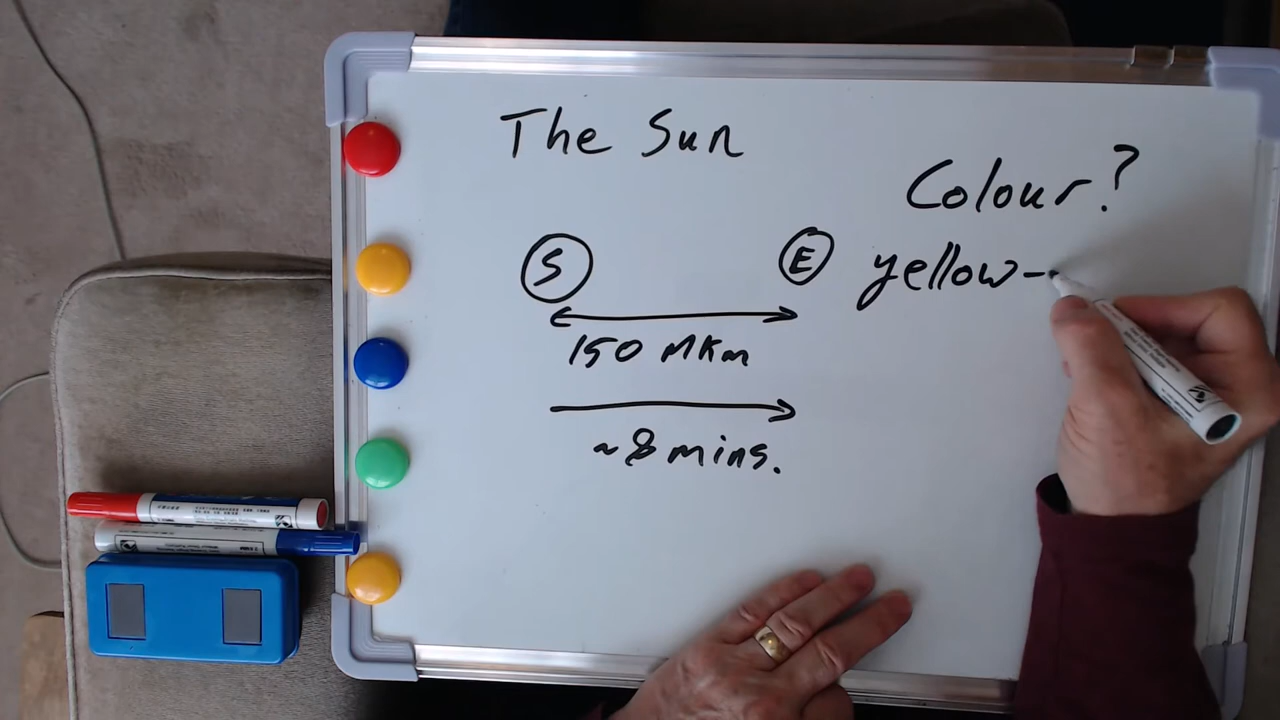 The Sun
Colour?
S
E
yellow-
150 MKm
~8 mins.